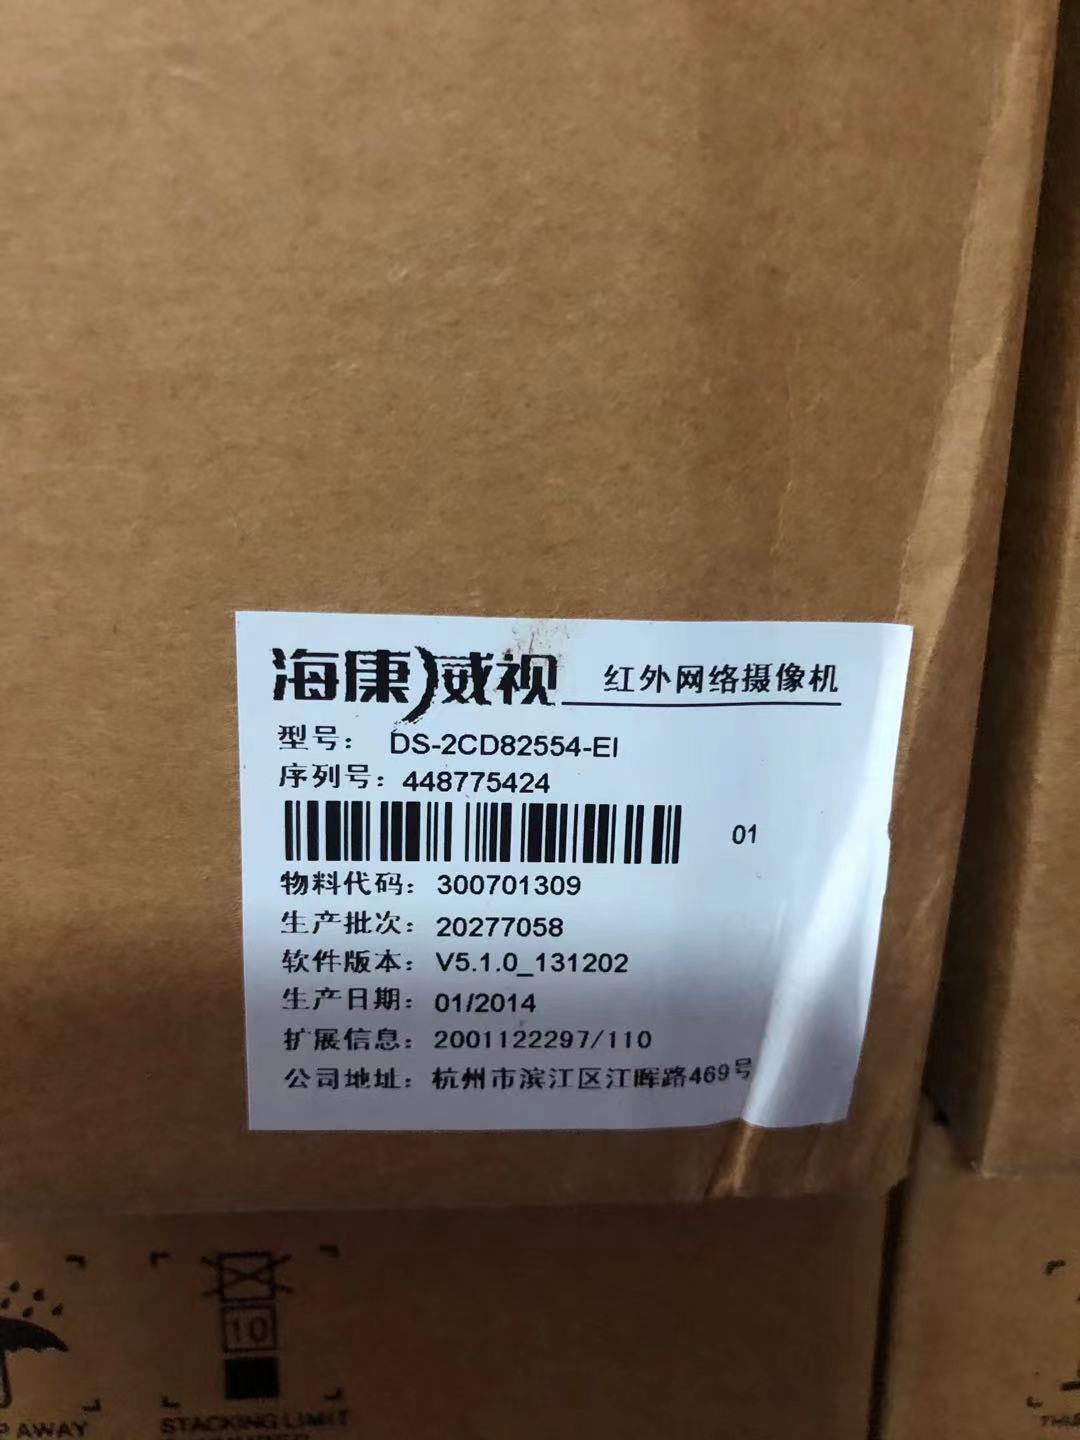 海康威视 红外网络摄像机
型号： DS-2CD82554-EI
序列号：448775424
01
物料代码：300701309
生产批次：20277058
软件版本：V5.1.0_131202
生产日期：01/2014
扩展信息：2001122297/110
公司地址：杭州市滨江区江晖路469号
10
AWAY
STACKING LIMIT